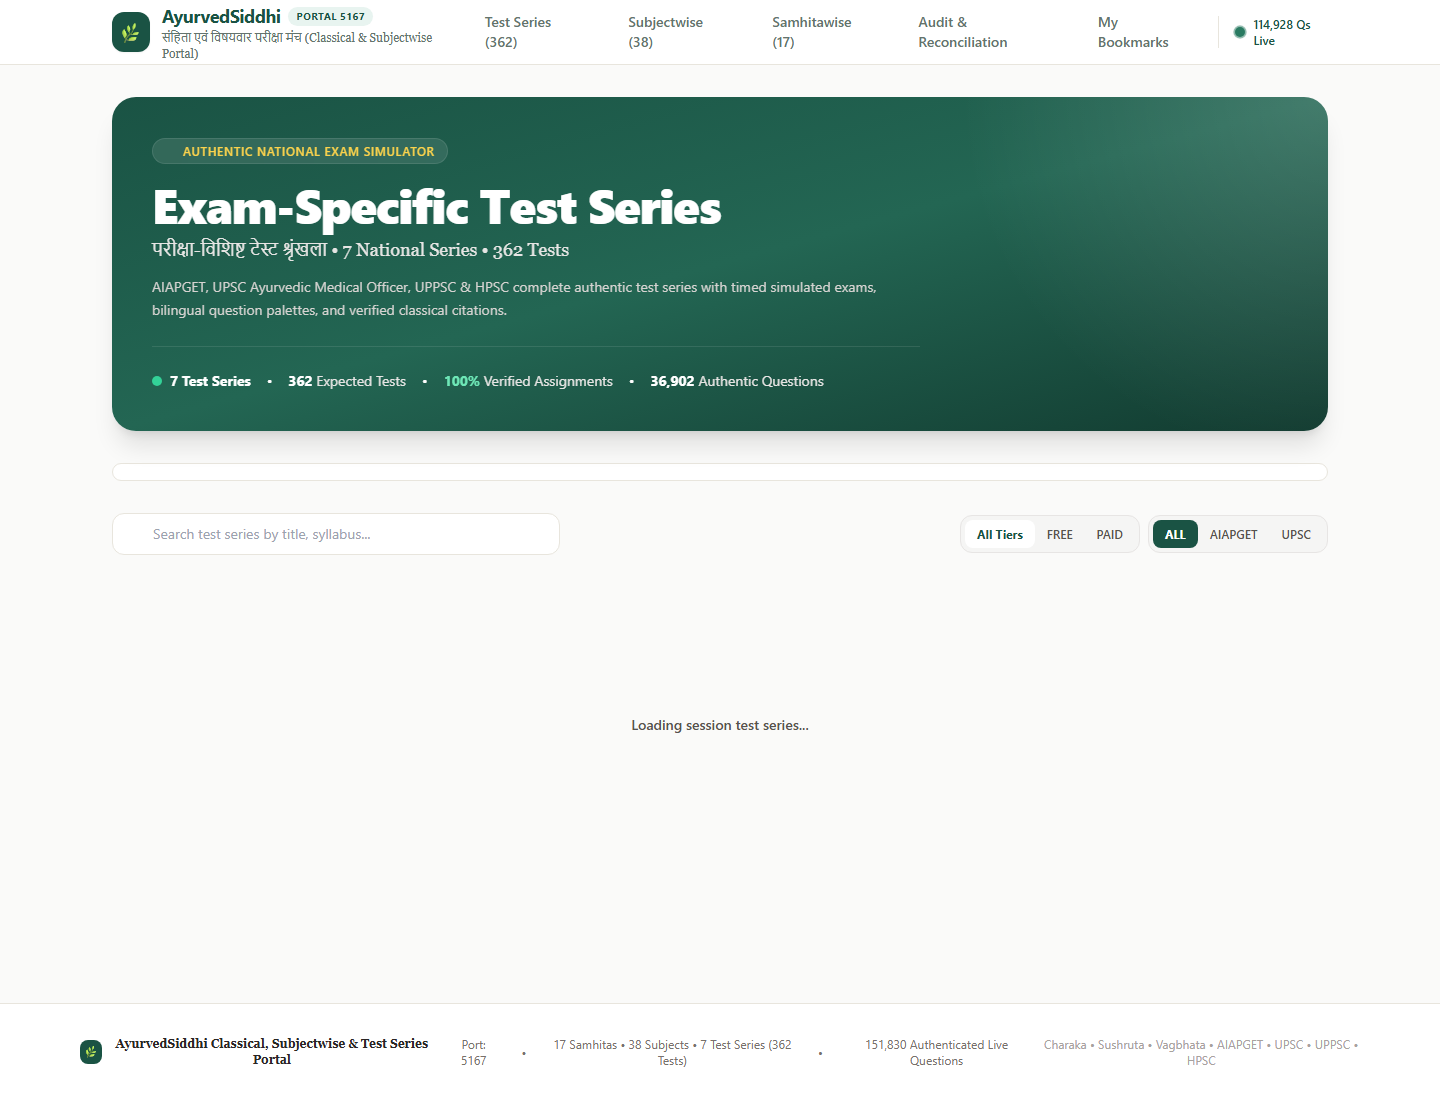 AyurvedSiddhi PORTAL 5167
संहिता एवं विषयवार परीक्षा मंच (Classical & Subjectwise
Portal)
Test Series
(362)
Subjectwise
(38)
Samhitawise
(17)
Audit &
Reconciliation
My
Bookmarks
114,928 Qs
Live
AUTHENTIC NATIONAL EXAM SIMULATOR
Exam-Specific Test Series
परीक्षा-विशिष्ट टेस्ट श्रृंखला • 7 National Series • 362 Tests
AIAPGET, UPSC Ayurvedic Medical Officer, UPPSC & HPSC complete authentic test series with timed simulated exams,
bilingual question palettes, and verified classical citations.
7 Test Series • 362 Expected Tests • 100% Verified Assignments • 36,902 Authentic Questions
Search test series by title, syllabus...
All Tiers FREE PAID
ALL AIAPGET UPSC
Loading session test series...
AyurvedSiddhi Classical, Subjectwise & Test Series
Portal
Port:
5167
•
17 Samhitas • 38 Subjects • 7 Test Series (362
Tests)
•
151,830 Authenticated Live
Questions
Charaka • Sushruta • Vagbhata • AIAPGET • UPSC • UPPSC •
HPSC